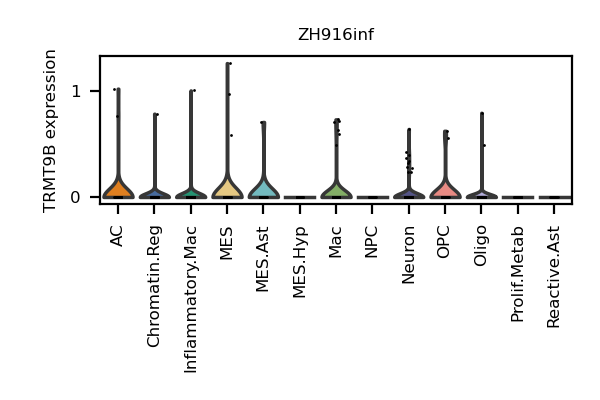 ZH916inf
TRMT9B expression
1
0
AC
Chromatin.Reg
Inflammatory.Mac
MES
MES.Ast
MES.Hyp
Mac
NPC
Neuron
OPC
Oligo
Prolif.Metab
Reactive.Ast